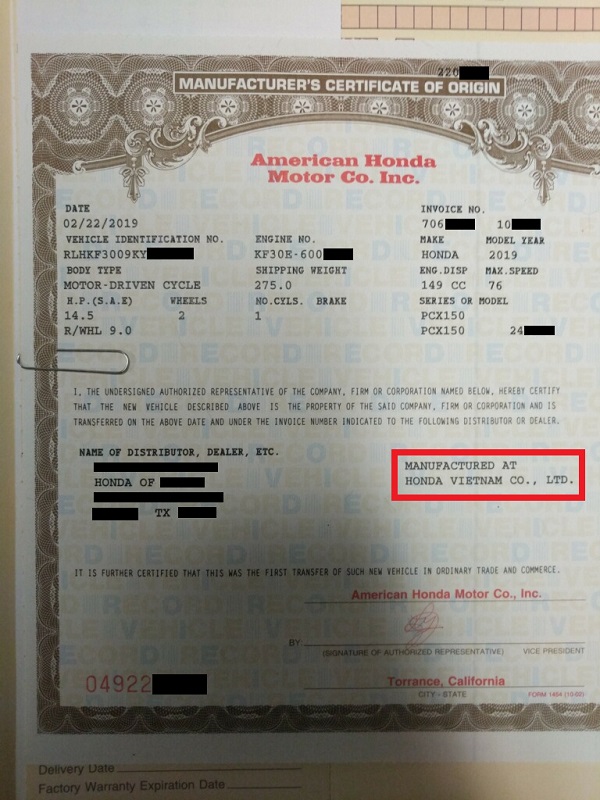 220
MANUFACTURER'S CERTIFICATE OF ORIGIN
American Honda
Motor Co. Inc.
DATE
02/22/2019
INVOICE NO.
706 10
VEHICLE IDENTIFICATION NO. ENGINE NO. MAKE MODEL YEAR
RLHKF3009KY KF30E-600 HONDA 2019
BODY TYPE SHIPPING WEIGHT ENG.DISP MAX.SPEED
MOTOR-DRIVEN CYCLE 275.0 149 CC 76
H.P.(S.A.E) WHEELS NO.CYLS. BRAKE SERIES OR MODEL
14.5 2 1 PCX150
R/WHL 9.0 PCX150 24
I, THE UNDERSIGNED AUTHORIZED REPRESENTATIVE OF THE COMPANY, FIRM OR CORPORATION NAMED BELOW, HEREBY CERTIFY
THAT THE NEW VEHICLE DESCRIBED ABOVE IS THE PROPERTY OF THE SAID COMPANY, FIRM OR CORPORATION AND IS
TRANSFERRED ON THE ABOVE DATE AND UNDER THE INVOICE NUMBER INDICATED TO THE FOLLOWING DISTRIBUTOR OR DEALER.
NAME OF DISTRIBUTOR, DEALER, ETC.
HONDA OF
TX
MANUFACTURED AT
HONDA VIETNAM CO., LTD.
IT IS FURTHER CERTIFIED THAT THIS WAS THE FIRST TRANSFER OF SUCH NEW VEHICLE IN ORDINARY TRADE AND COMMERCE.
American Honda Motor Co., Inc.
BY:
(SIGNATURE OF AUTHORIZED REPRESENTATIVE) VICE PRESIDENT
04922
Torrance, California
CITY - STATE FORM 1404 (10-02)
Delivery Date
Factory Warranty Expiration Date